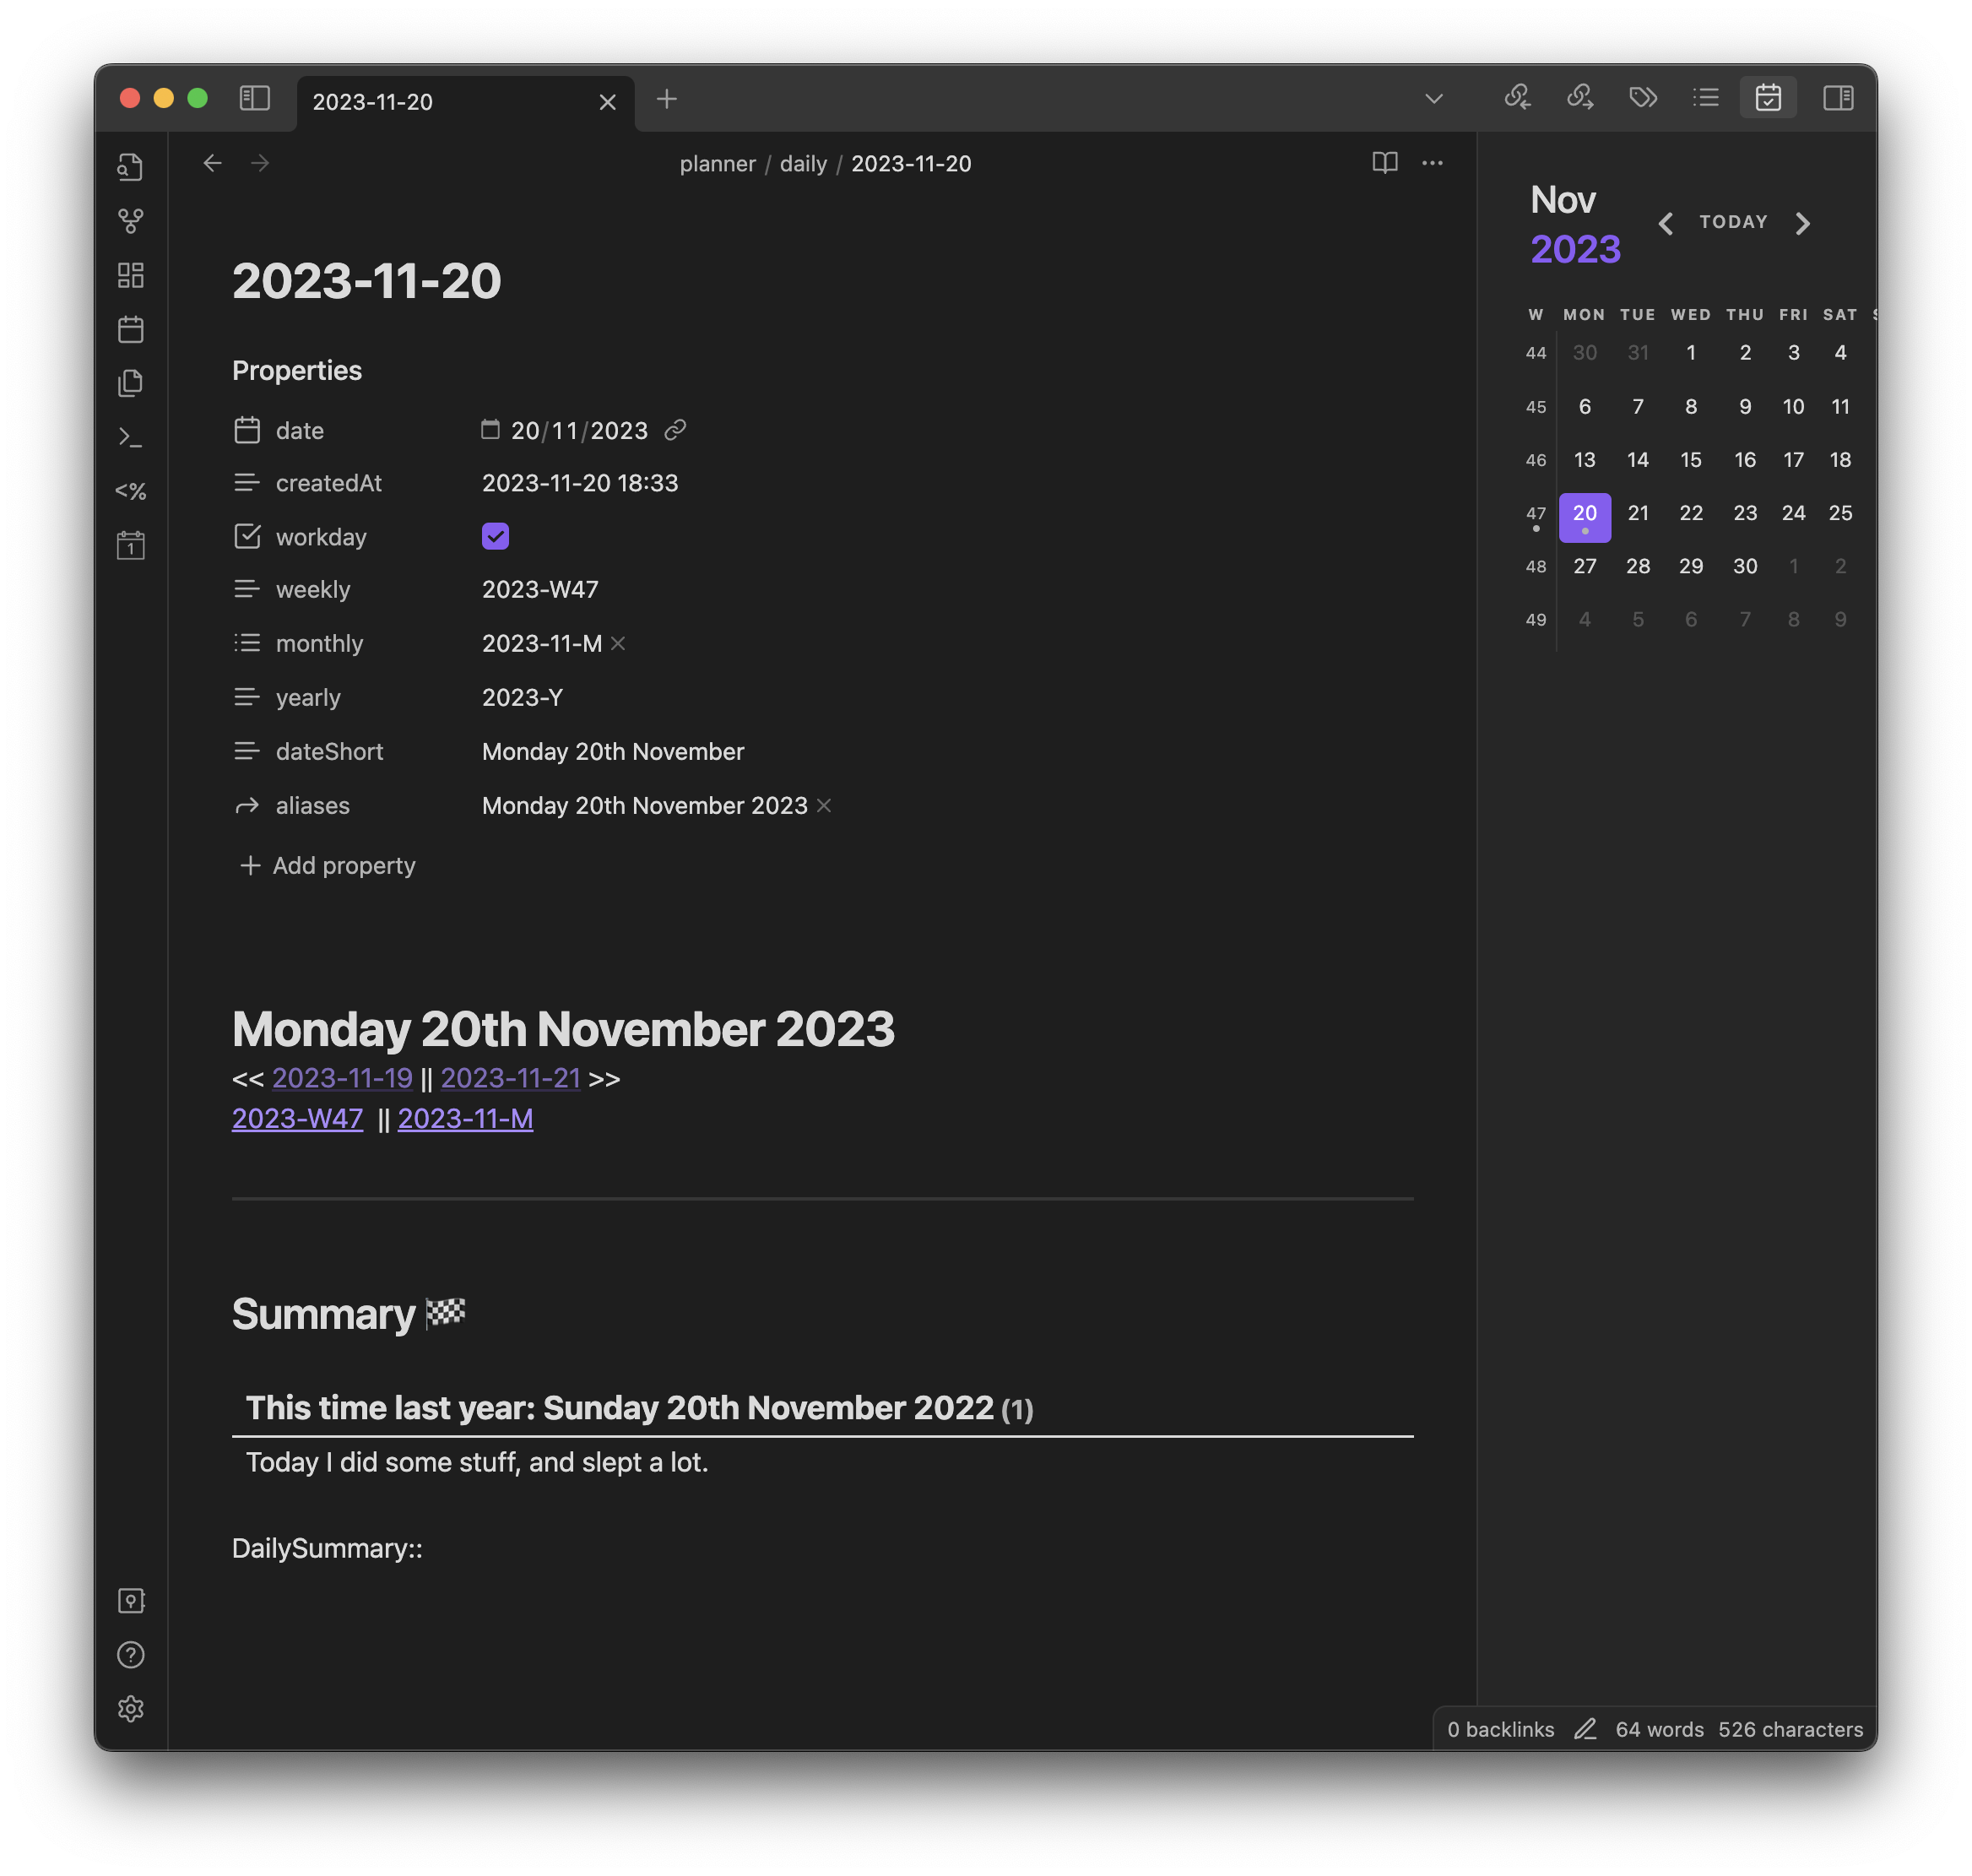 2023-11-20
planner / daily / 2023-11-20
2023-11-20
Properties
date 20/11/2023
createdAt 2023-11-20 18:33
workday
weekly 2023-W47
monthly 2023-11-M
yearly 2023-Y
dateShort Monday 20th November
aliases Monday 20th November 2023
Add property
Monday 20th November 2023
<< 2023-11-19 || 2023-11-21 >>
2023-W47 || 2023-11-M
Summary 🏁
This time last year: Sunday 20th November 2022 (1)
Today I did some stuff, and slept a lot.
DailySummary::
<%
1
Nov
2023
TODAY
W MON TUE WED THU FRI SAT
44 30 31 1 2 3 4
45 6 7 8 9 10 11
46 13 14 15 16 17 18
47 20 21 22 23 24 25
48 27 28 29 30 1 2
49 4 5 6 7 8 9
0 backlinks 64 words 526 characters